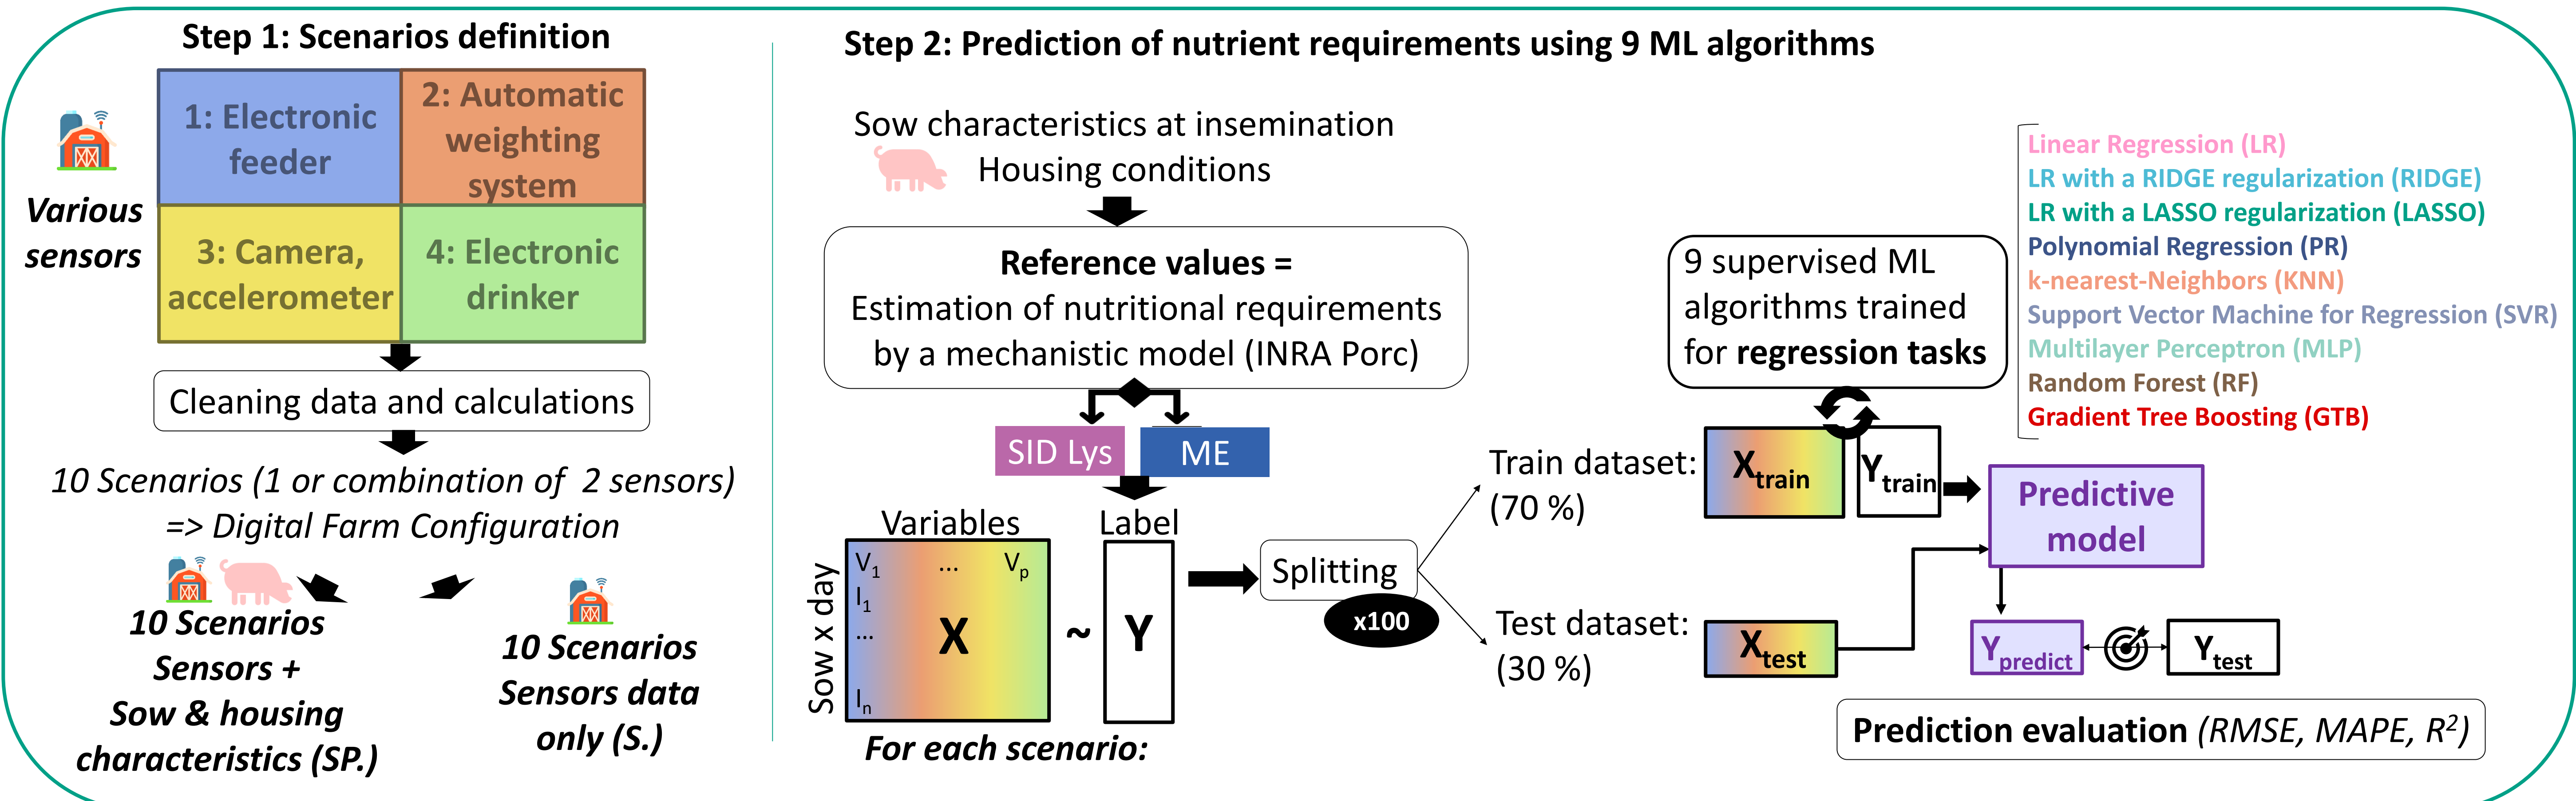 Step 1: Scenarios definition
1: Electronic
feeder
2: Automatic
weighting
system
3: Camera,
accelerometer
4: Electronic
drinker
Various
sensors
Cleaning data and calculations
10 Scenarios (1 or combination of 2 sensors)
=> Digital Farm Configuration
10 Scenarios
Sensors +
Sow & housing
characteristics (SP.)
10 Scenarios
Sensors data
only (S.)
Step 2: Prediction of nutrient requirements using 9 ML algorithms
Sow characteristics at insemination
Housing conditions
Reference values =
Estimation of nutritional requirements
by a mechanistic model (INRA Porc)
SID Lys
ME
Variables
Label
Sow x day
V1 ... Vp
I1
...
In
X
~
Y
For each scenario:
Splitting
x100
Train dataset:
(70 %)
Test dataset:
(30 %)
9 supervised ML
algorithms trained
for regression tasks
Linear Regression (LR)
LR with a RIDGE regularization (RIDGE)
LR with a LASSO regularization (LASSO)
Polynomial Regression (PR)
k-nearest-Neighbors (KNN)
Support Vector Machine for Regression (SVR)
Multilayer Perceptron (MLP)
Random Forest (RF)
Gradient Tree Boosting (GTB)
Xtrain
Ytrain
Predictive
model
Xtest
Ypredict
Ytest
Prediction evaluation (RMSE, MAPE, R²)